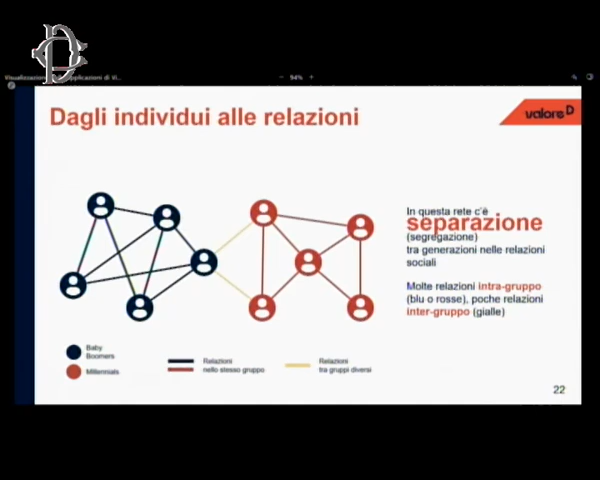 94%
Dagli individui alle relazioni
valore D
In questa rete c'è
separazione
(segregazione)
tra generazioni nelle relazioni
sociali
Molte relazioni intra-gruppo
(blu o rosse), poche relazioni
inter-gruppo (gialle)
Baby
Boomers
Millennials
Relazioni
nello stesso gruppo
Relazioni
tra gruppi diversi
22